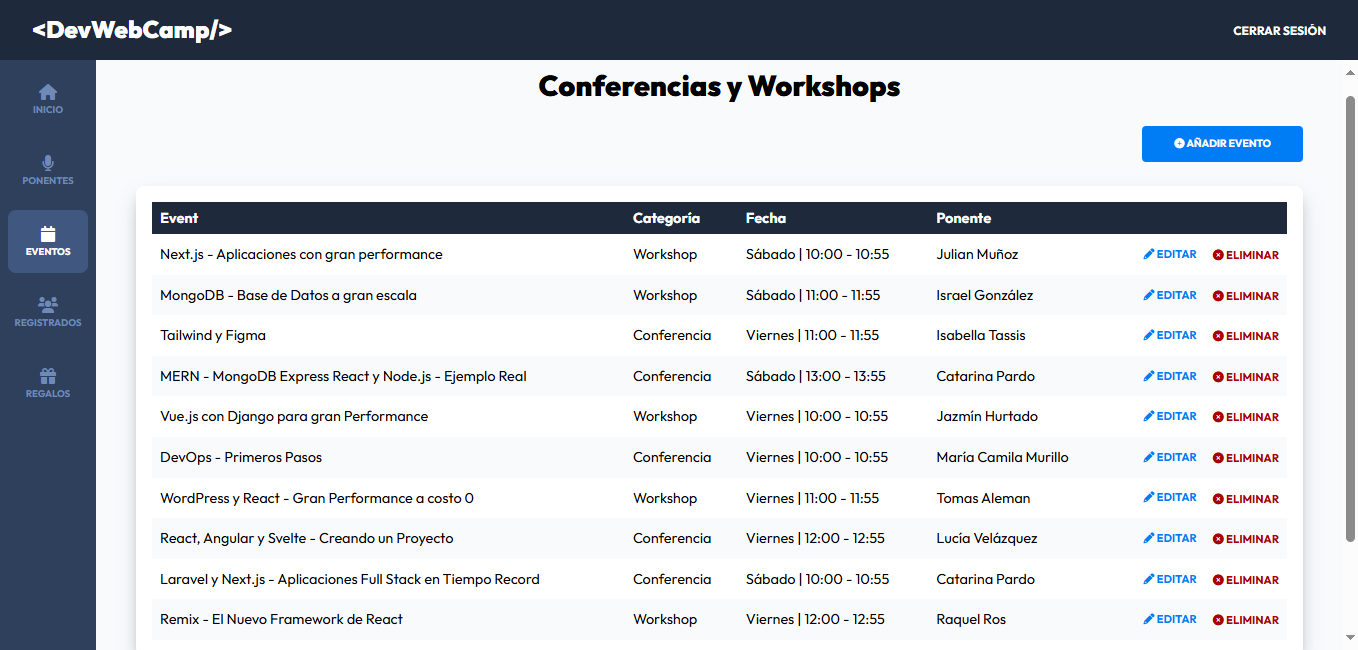 <DevWebCamp/>
CERRAR SESIÓN
INICIO
PONENTES
EVENTOS
REGISTRADOS
REGALOS
Conferencias y Workshops
AÑADIR EVENTO
Event Categoría Fecha Ponente
Next.js - Aplicaciones con gran performance Workshop Sábado | 10:00 - 10:55 Julian Muñoz EDITAR ELIMINAR
MongoDB - Base de Datos a gran escala Workshop Sábado | 11:00 - 11:55 Israel González EDITAR ELIMINAR
Tailwind y Figma Conferencia Viernes | 11:00 - 11:55 Isabella Tassis EDITAR ELIMINAR
MERN - MongoDB Express React y Node.js - Ejemplo Real Conferencia Sábado | 13:00 - 13:55 Catarina Pardo EDITAR ELIMINAR
Vue.js con Django para gran Performance Workshop Viernes | 10:00 - 10:55 Jazmín Hurtado EDITAR ELIMINAR
DevOps - Primeros Pasos Conferencia Viernes | 10:00 - 10:55 María Camila Murillo EDITAR ELIMINAR
WordPress y React - Gran Performance a costo 0 Workshop Viernes | 11:00 - 11:55 Tomas Aleman EDITAR ELIMINAR
React, Angular y Svelte - Creando un Proyecto Conferencia Viernes | 12:00 - 12:55 Lucía Velázquez EDITAR ELIMINAR
Laravel y Next.js - Aplicaciones Full Stack en Tiempo Record Conferencia Sábado | 10:00 - 10:55 Catarina Pardo EDITAR ELIMINAR
Remix - El Nuevo Framework de React Workshop Viernes | 12:00 - 12:55 Raquel Ros EDITAR ELIMINAR